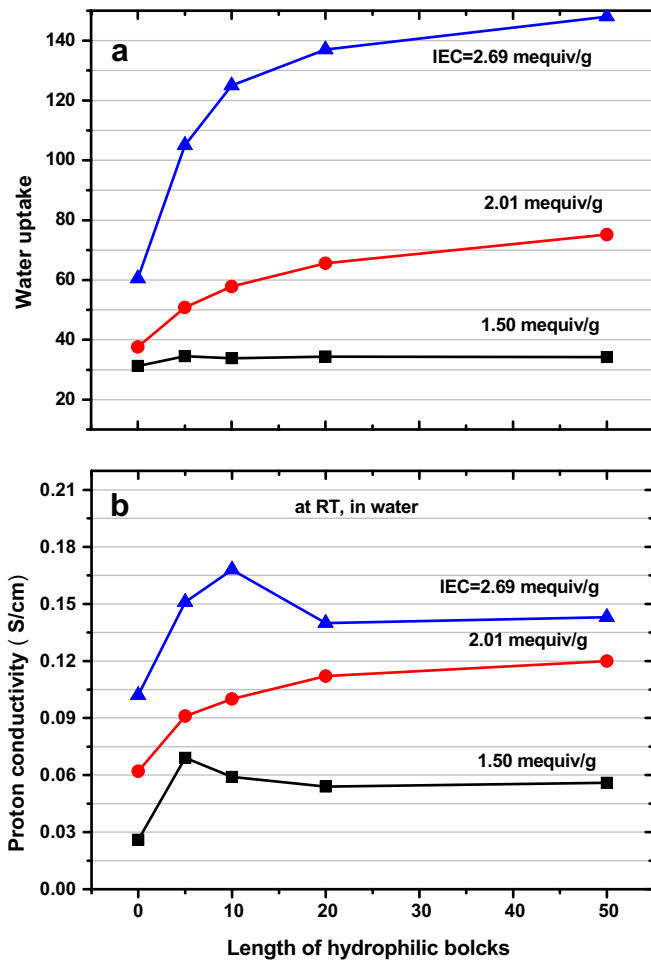 140
120
100
80
60
40
20
Water uptake
a
IEC=2.69 mequiv/g
2.01 mequiv/g
1.50 mequiv/g
0.21
0.18
0.15
0.12
0.09
0.06
0.03
0.00
Proton conductivity ( S/cm)
b
at RT, in water
IEC=2.69 mequiv/g
2.01 mequiv/g
1.50 mequiv/g
0 10 20 30 40 50
Length of hydrophilic bolcks